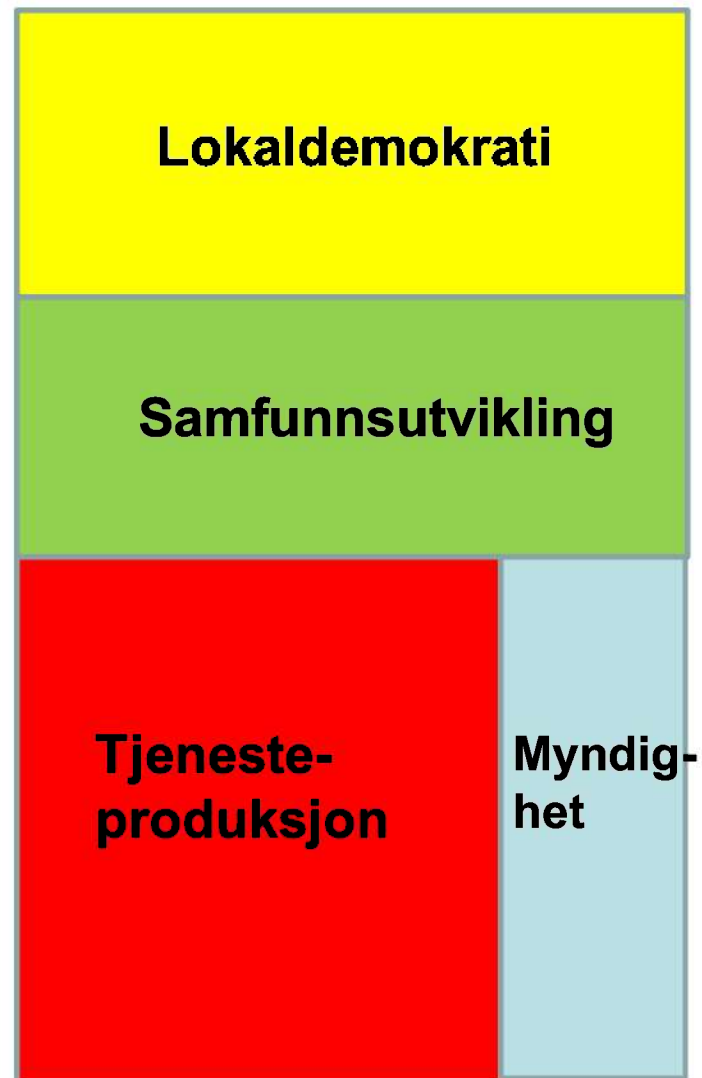 Lokaldemokrati
Samfunnsutvikling
Tjeneste-
produksjon
Myndig-
het